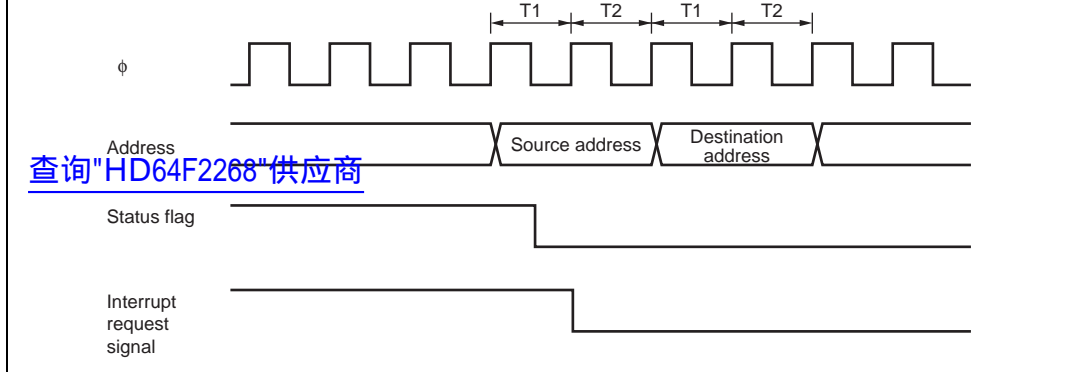 T1 T2 T1 T2
ϕ
Address
Source address
Destination
address
查询"HD64F2268"供应商
Status flag
Interrupt
request
signal